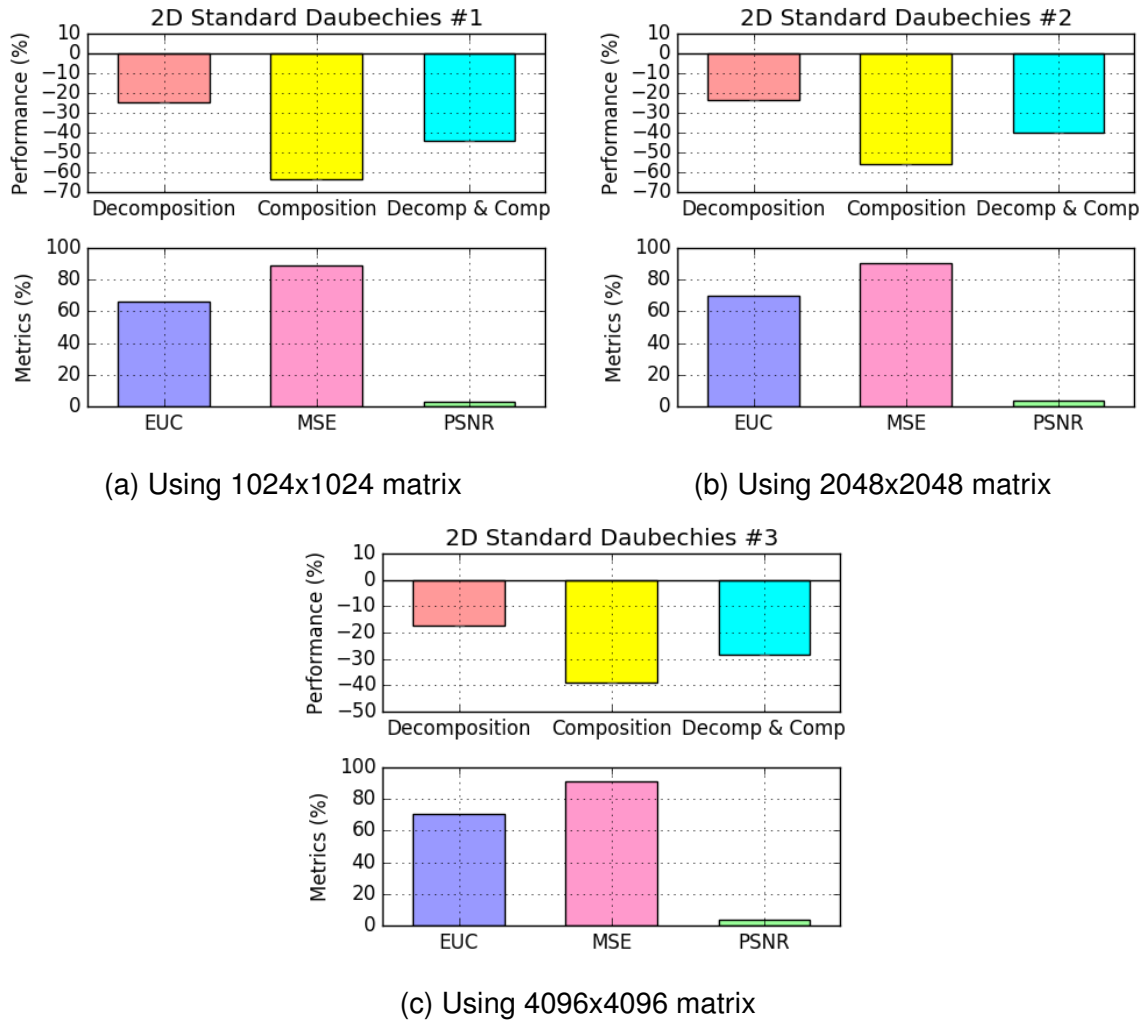 2D Standard Daubechies #1
10
0
−10
−20
−30
−40
−50
−60
−70
Performance (%)
Decomposition Composition Decomp & Comp
100
80
60
40
20
0
Metrics (%)
EUC MSE PSNR
(a) Using 1024x1024 matrix
2D Standard Daubechies #2
10
0
−10
−20
−30
−40
−50
−60
−70
Performance (%)
Decomposition Composition Decomp & Comp
100
80
60
40
20
0
Metrics (%)
EUC MSE PSNR
(b) Using 2048x2048 matrix
2D Standard Daubechies #3
10
0
−10
−20
−30
−40
−50
Performance (%)
Decomposition Composition Decomp & Comp
100
80
60
40
20
0
Metrics (%)
EUC MSE PSNR
(c) Using 4096x4096 matrix